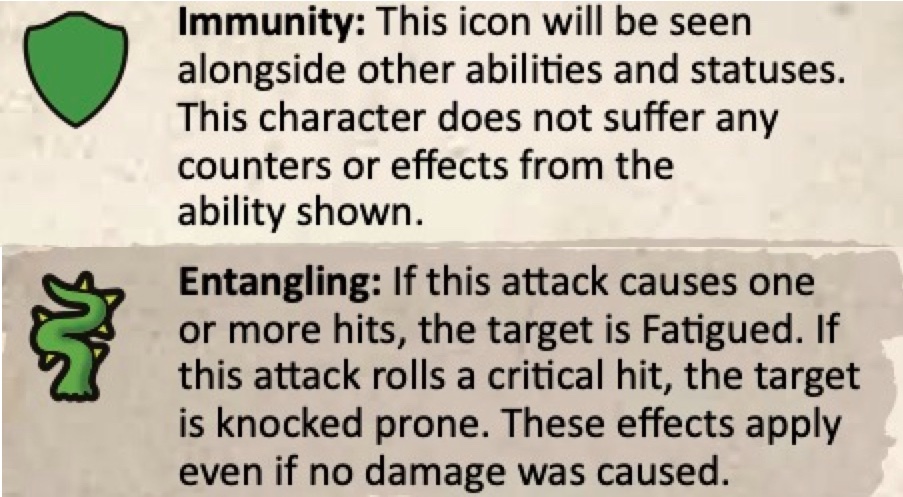 Immunity: This icon will be seen
alongside other abilities and statuses.
This character does not suffer any
counters or effects from the
ability shown.
Entangling: If this attack causes one
or more hits, the target is Fatigued. If
this attack rolls a critical hit, the target
is knocked prone. These effects apply
even if no damage was caused.